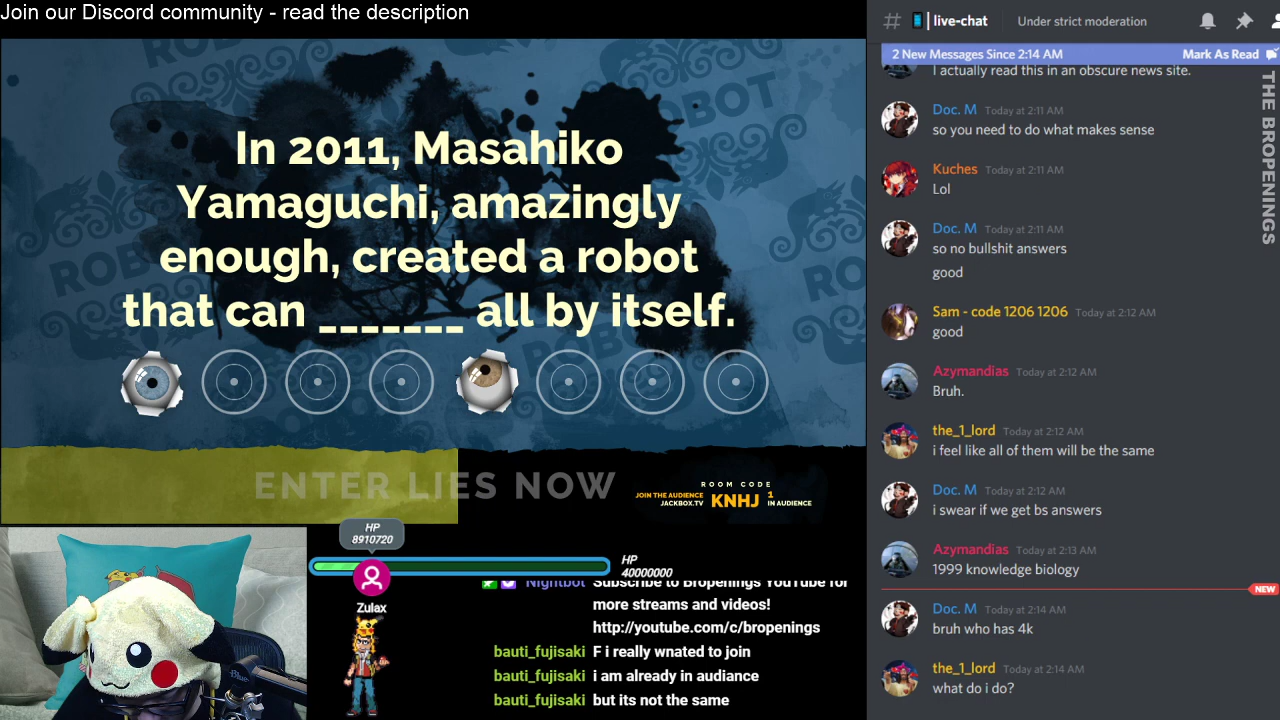 Join our Discord community - read the description
In 2011, Masahiko
Yamaguchi, amazingly
enough, created a robot
that can _______ all by itself.
ENTER LIES NOW
ROOM CODE
JOIN THE AUDIENCE
JACKBOX.TV
KNHJ
1
IN AUDIENCE
HP
8910720
HP
40000000
Zulax
Nightbot Subscribe to Bropenings YouTube for
more streams and videos!
http://youtube.com/c/bropenings
bauti_fujisaki F i really wnated to join
bauti_fujisaki i am already in audiance
bauti_fujisaki but its not the same
# | live-chat Under strict moderation
2 New Messages Since 2:14 AM Mark As Read
I actually read this in an obscure news site.
Doc. M Today at 2:11 AM
so you need to do what makes sense
Kuches Today at 2:11 AM
Lol
Doc. M Today at 2:11 AM
so no bullshit answers
good
Sam - code 1206 1206 Today at 2:12 AM
good
Azymandias Today at 2:12 AM
Bruh.
the_1_lord Today at 2:12 AM
i feel like all of them will be the same
Doc. M Today at 2:12 AM
i swear if we get bs answers
Azymandias Today at 2:13 AM
1999 knowledge biology
NEW
Doc. M Today at 2:14 AM
bruh who has 4k
the_1_lord Today at 2:14 AM
what do i do?
THE BROPENINGS
ROBOT
ROBOT
ROBOT
ROBOT